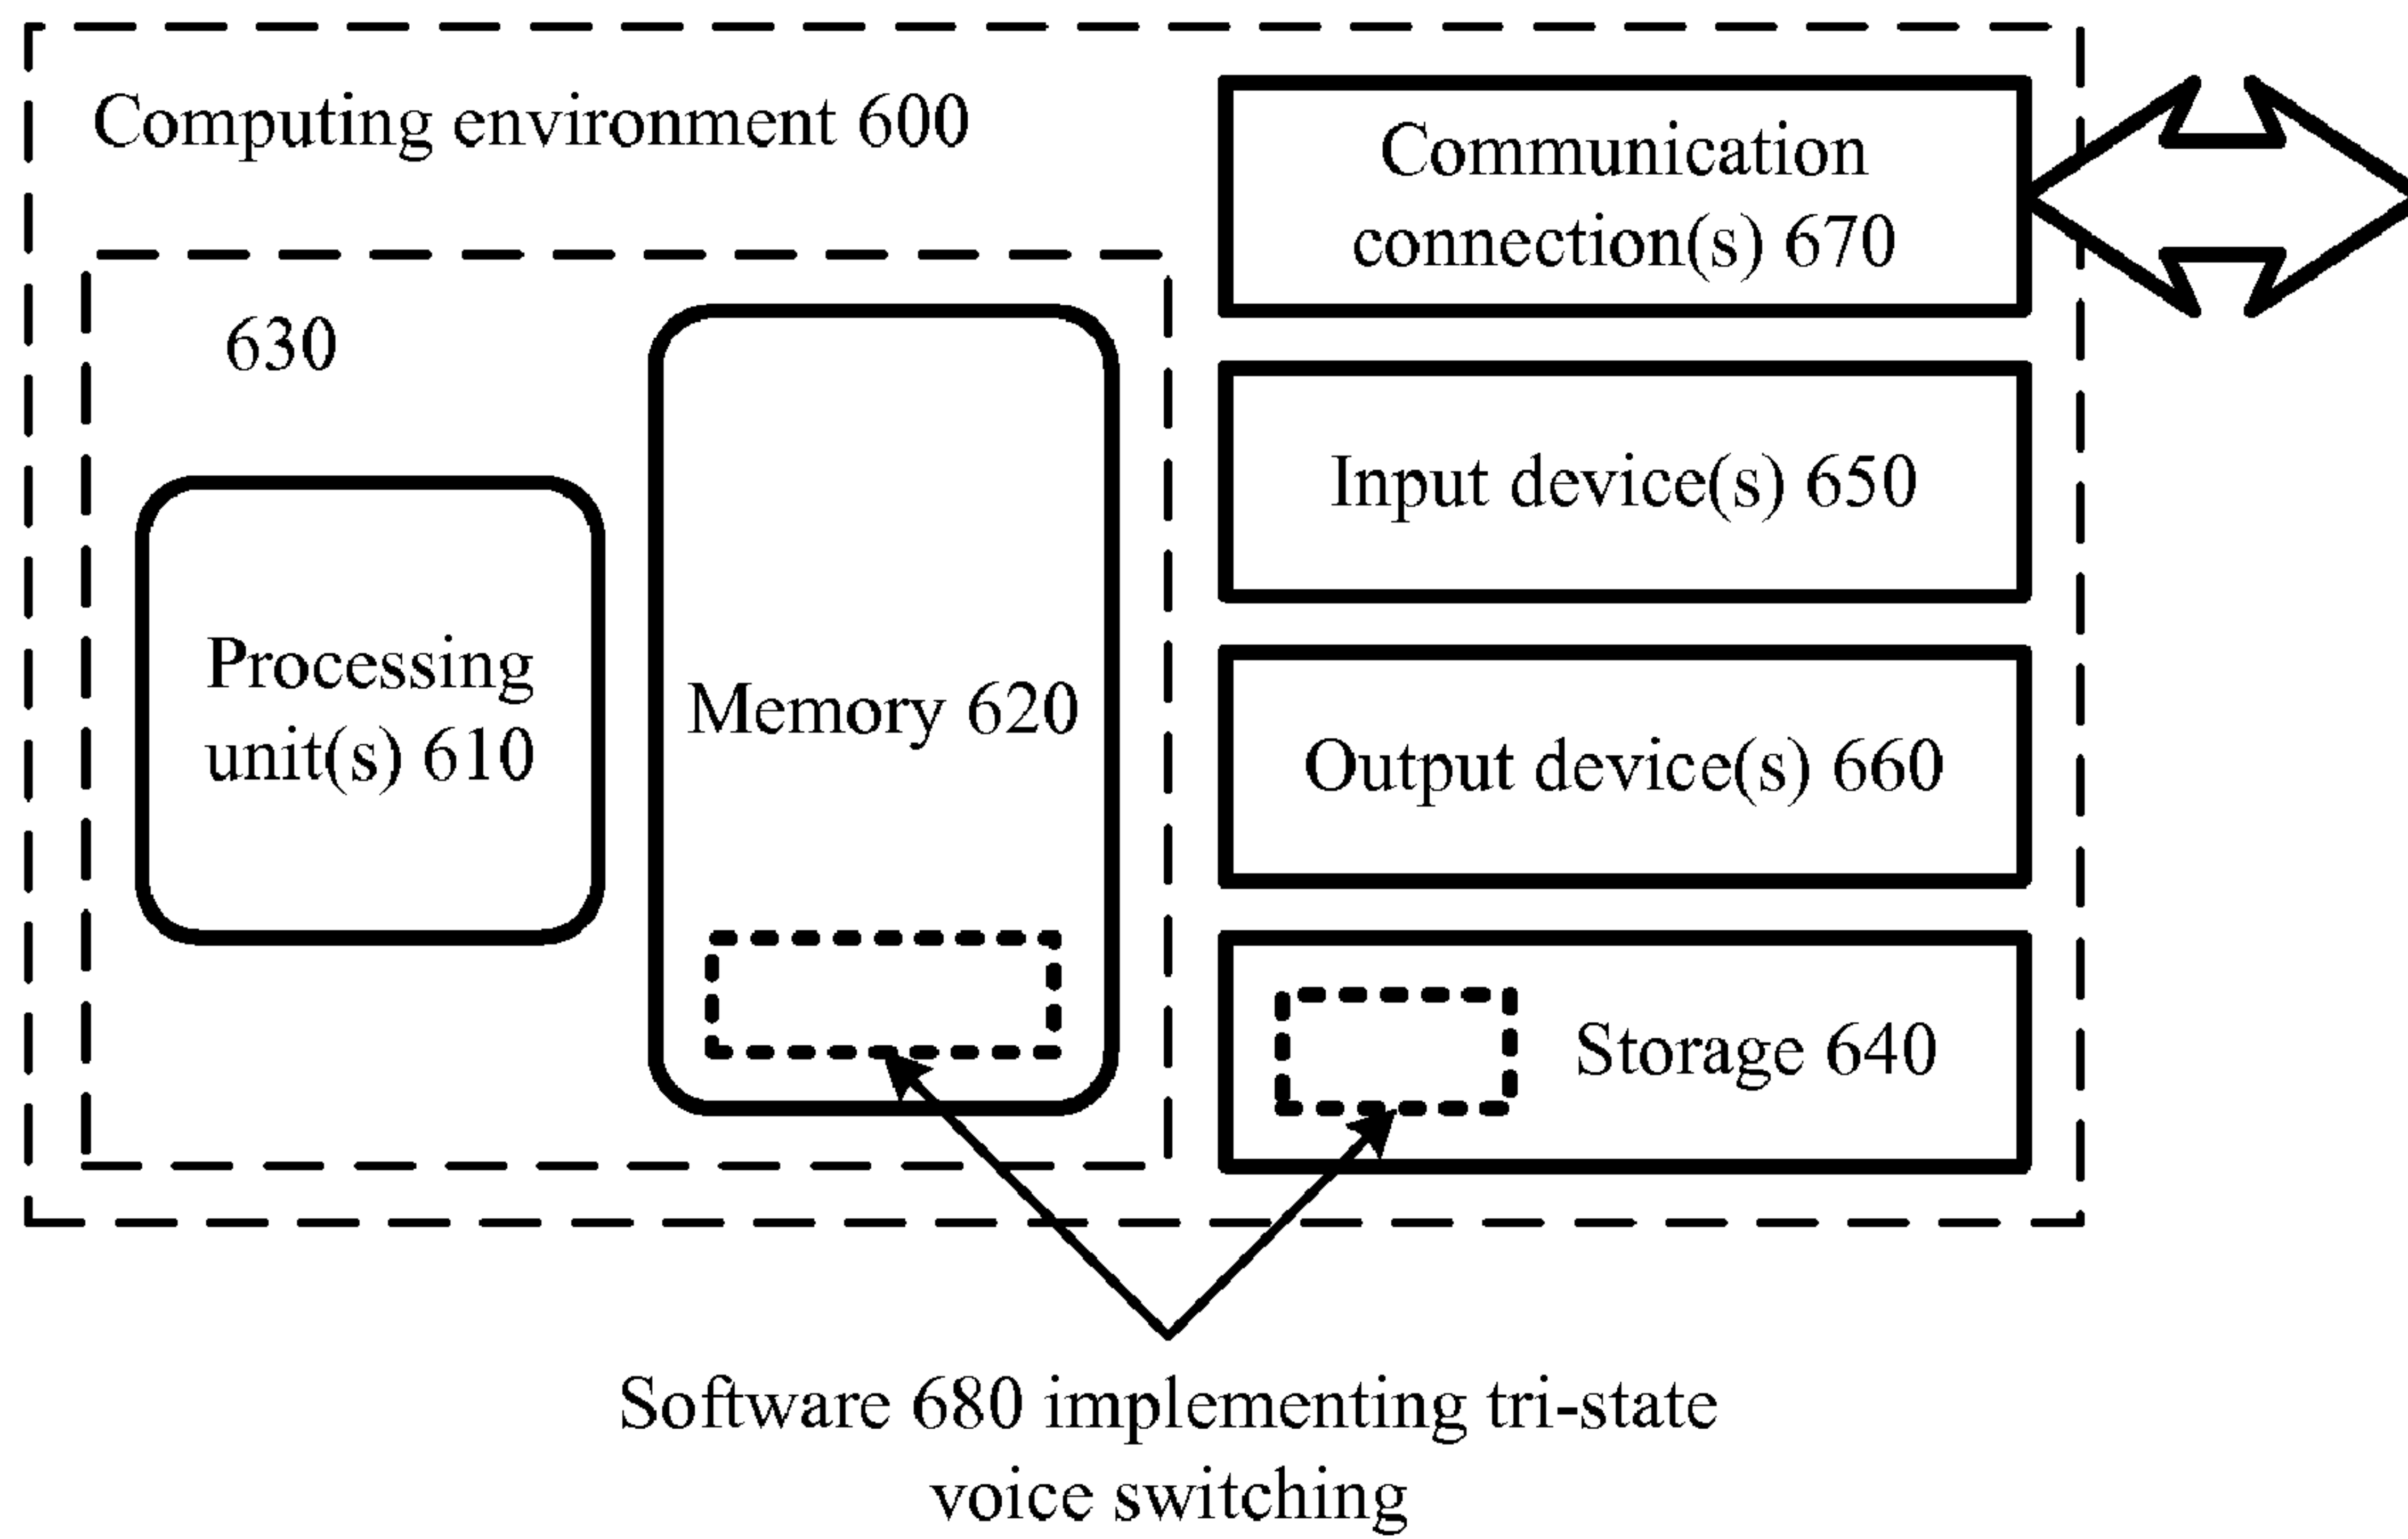 Computing environment 600
Communication
connection(s) 670
630
Input device(s) 650
Processing
unit(s) 610
Memory 620
Output device(s) 660
Storage 640
Software 680 implementing tri-state
voice switching